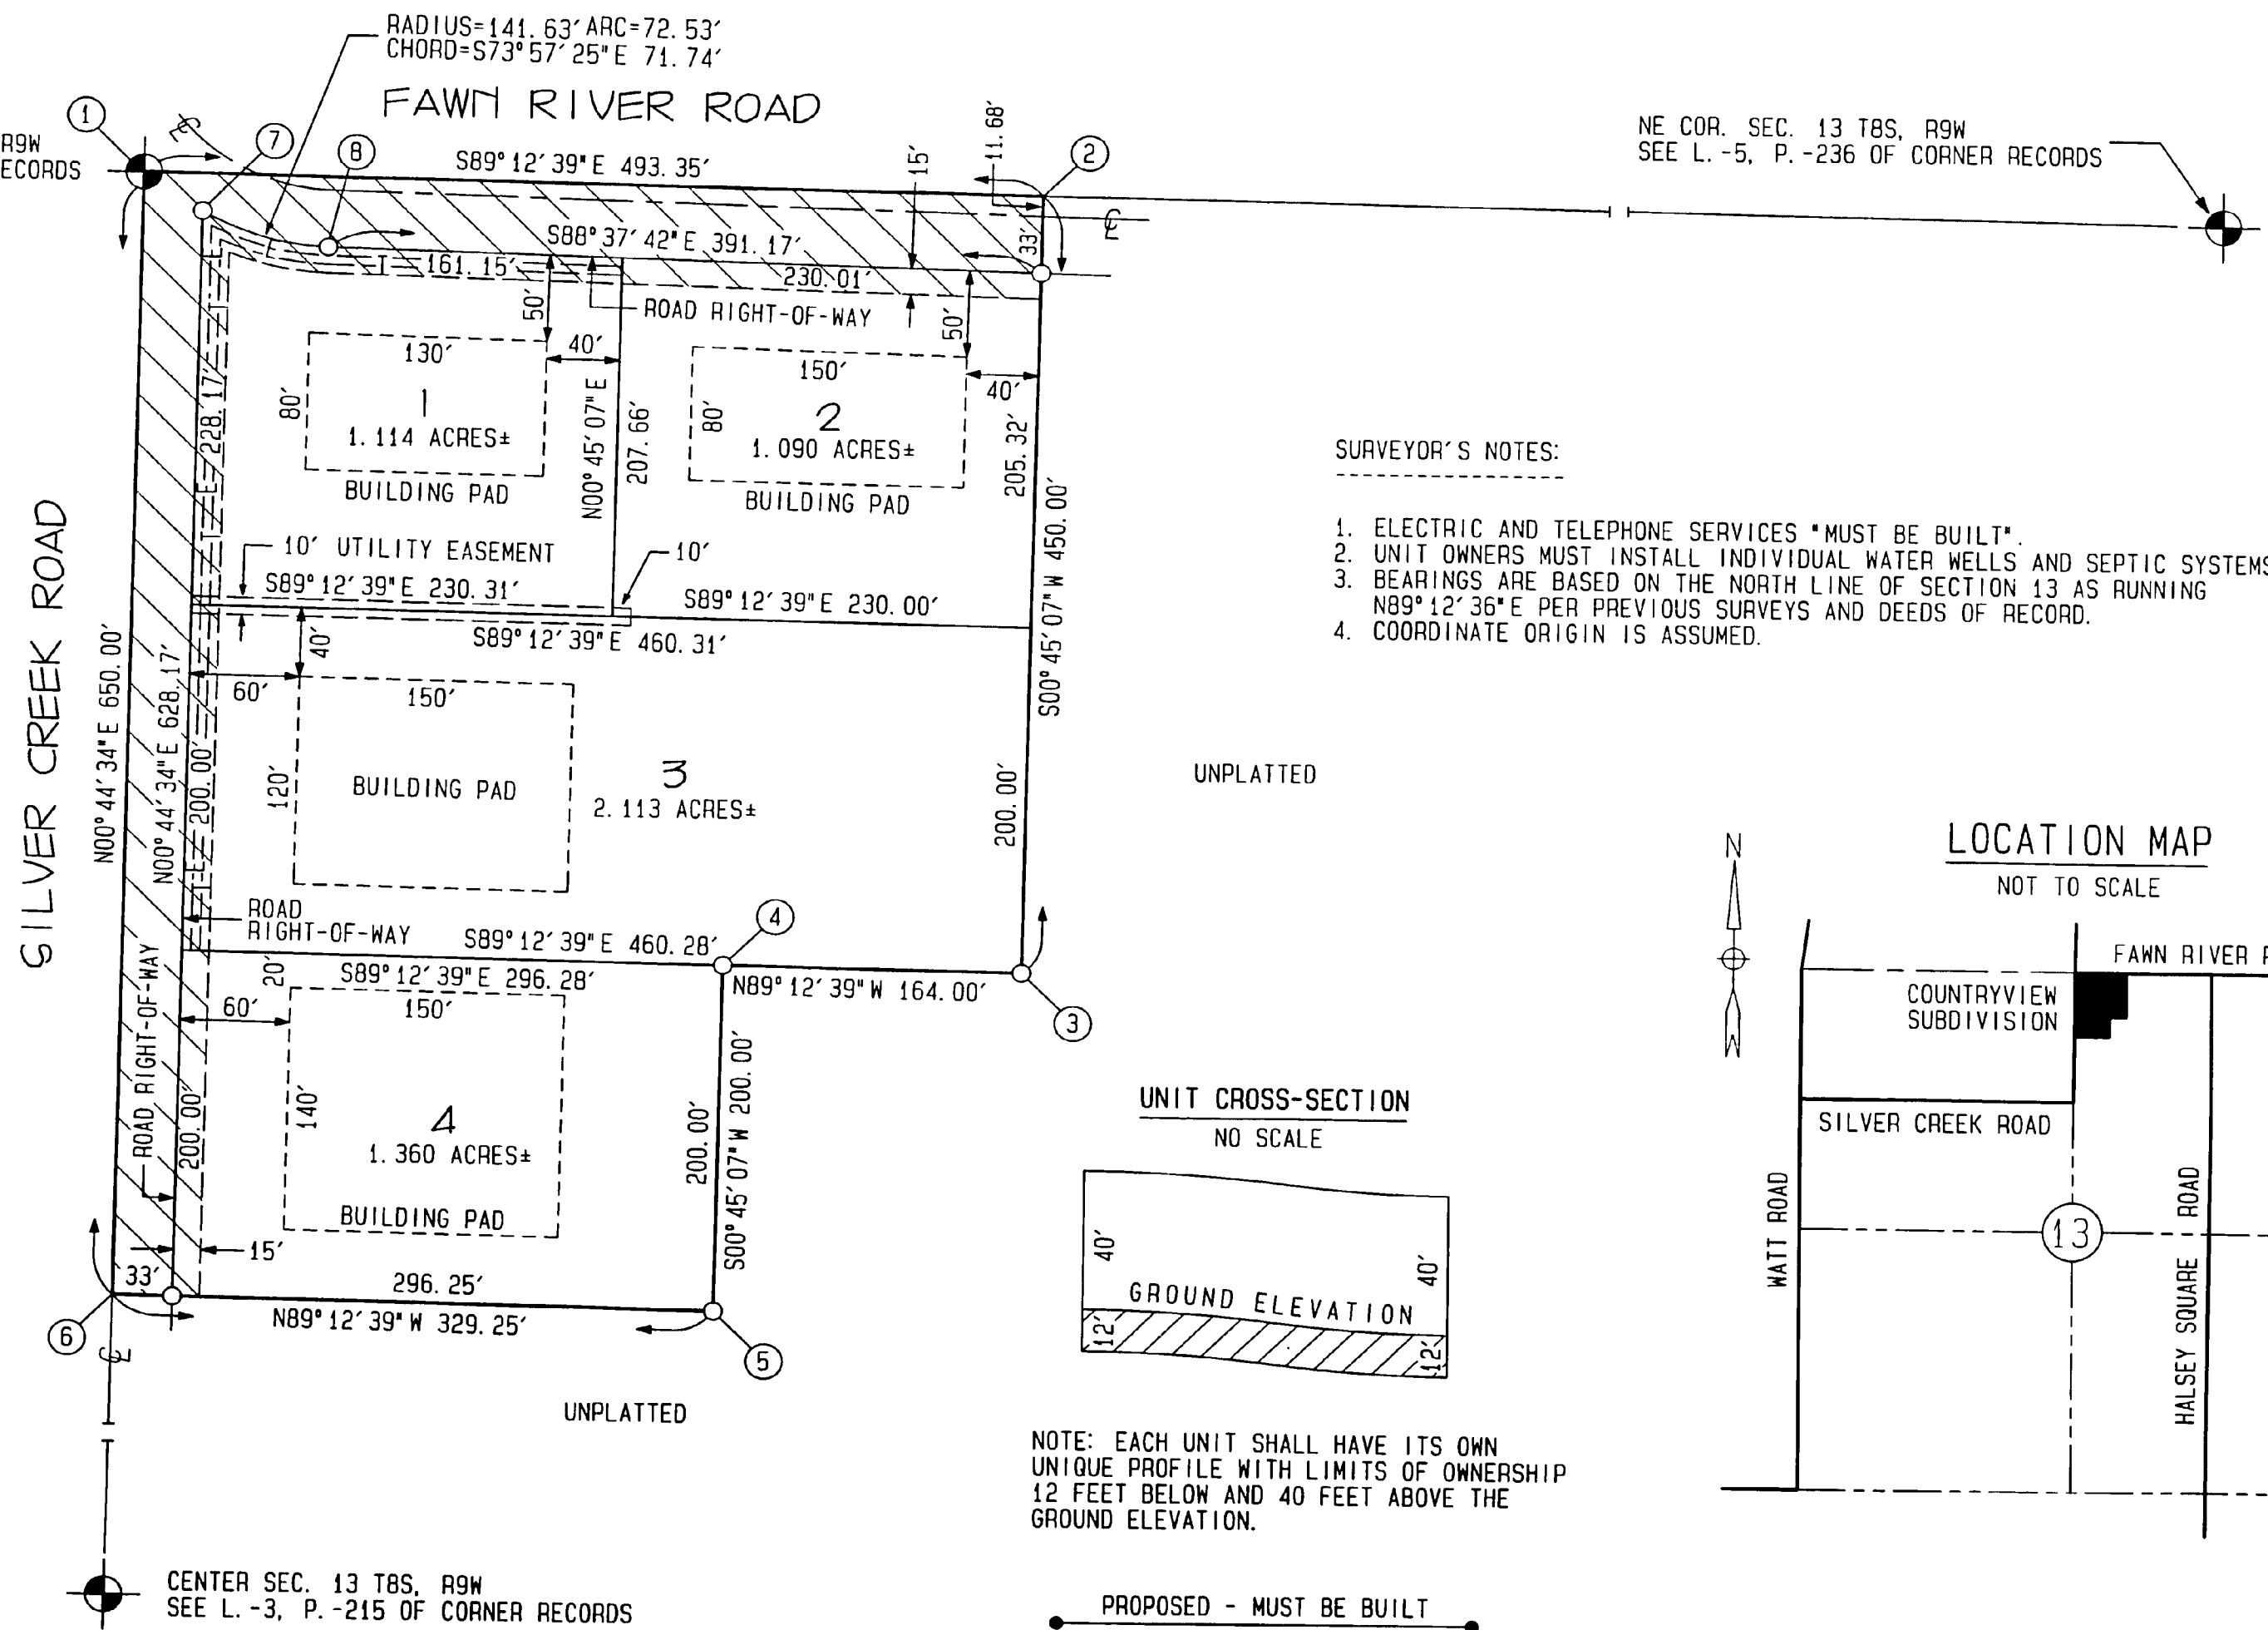 RADIUS=141.63' ARC=72.53'
CHORD=S73°57'25"E 71.74'
FAWN RIVER ROAD
1
7
8
2
R9W
ECORDS
S89°12'39"E 493.35'
15'
11.68'
NE COR. SEC. 13 T8S, R9W
SEE L.-5, P.-236 OF CORNER RECORDS
S88°37'42"E 391.17'
33'
E
T
161.15'
230.01'
50'
ROAD RIGHT-OF-WAY
50'
130'
40'
150'
40'
80'
1
1.114 ACRES±
BUILDING PAD
N00°45'07"E
207.66'
80'
2
1.090 ACRES±
BUILDING PAD
205.32'
228.17'
S00°45'07"W 450.00'
SURVEYOR'S NOTES:
1. ELECTRIC AND TELEPHONE SERVICES "MUST BE BUILT".
2. UNIT OWNERS MUST INSTALL INDIVIDUAL WATER WELLS AND SEPTIC SYSTEMS
3. BEARINGS ARE BASED ON THE NORTH LINE OF SECTION 13 AS RUNNING
N89°12'36"E PER PREVIOUS SURVEYS AND DEEDS OF RECORD.
4. COORDINATE ORIGIN IS ASSUMED.
10' UTILITY EASEMENT
10'
S89°12'39"E 230.31'
S89°12'39"E 230.00'
S89°12'39"E 460.31'
40'
60'
150'
SILVER CREEK ROAD
N00°44'34"E 650.00'
N00°44'34"E 628.17'
200.00'
120'
BUILDING PAD
3
2.113 ACRES±
200.00'
UNPLATTED
ROAD
RIGHT-OF-WAY
S89°12'39"E 460.28'
4
S89°12'39"E 296.28'
N89°12'39"W 164.00'
3
20'
60'
150'
ROAD RIGHT-OF-WAY
200.00'
140'
4
1.360 ACRES±
BUILDING PAD
200.00'
S00°45'07"W 200.00'
15'
33'
296.25'
N89°12'39"W 329.25'
6
5
UNPLATTED
CENTER SEC. 13 T8S, R9W
SEE L.-3, P.-215 OF CORNER RECORDS
UNIT CROSS-SECTION
NO SCALE
40'
40'
GROUND ELEVATION
12'
12'
NOTE: EACH UNIT SHALL HAVE ITS OWN
UNIQUE PROFILE WITH LIMITS OF OWNERSHIP
12 FEET BELOW AND 40 FEET ABOVE THE
GROUND ELEVATION.
PROPOSED - MUST BE BUILT
LOCATION MAP
NOT TO SCALE
N
FAWN RIVER R
COUNTRYVIEW
SUBDIVISION
SILVER CREEK ROAD
WATT ROAD
13
HALSEY SQUARE ROAD